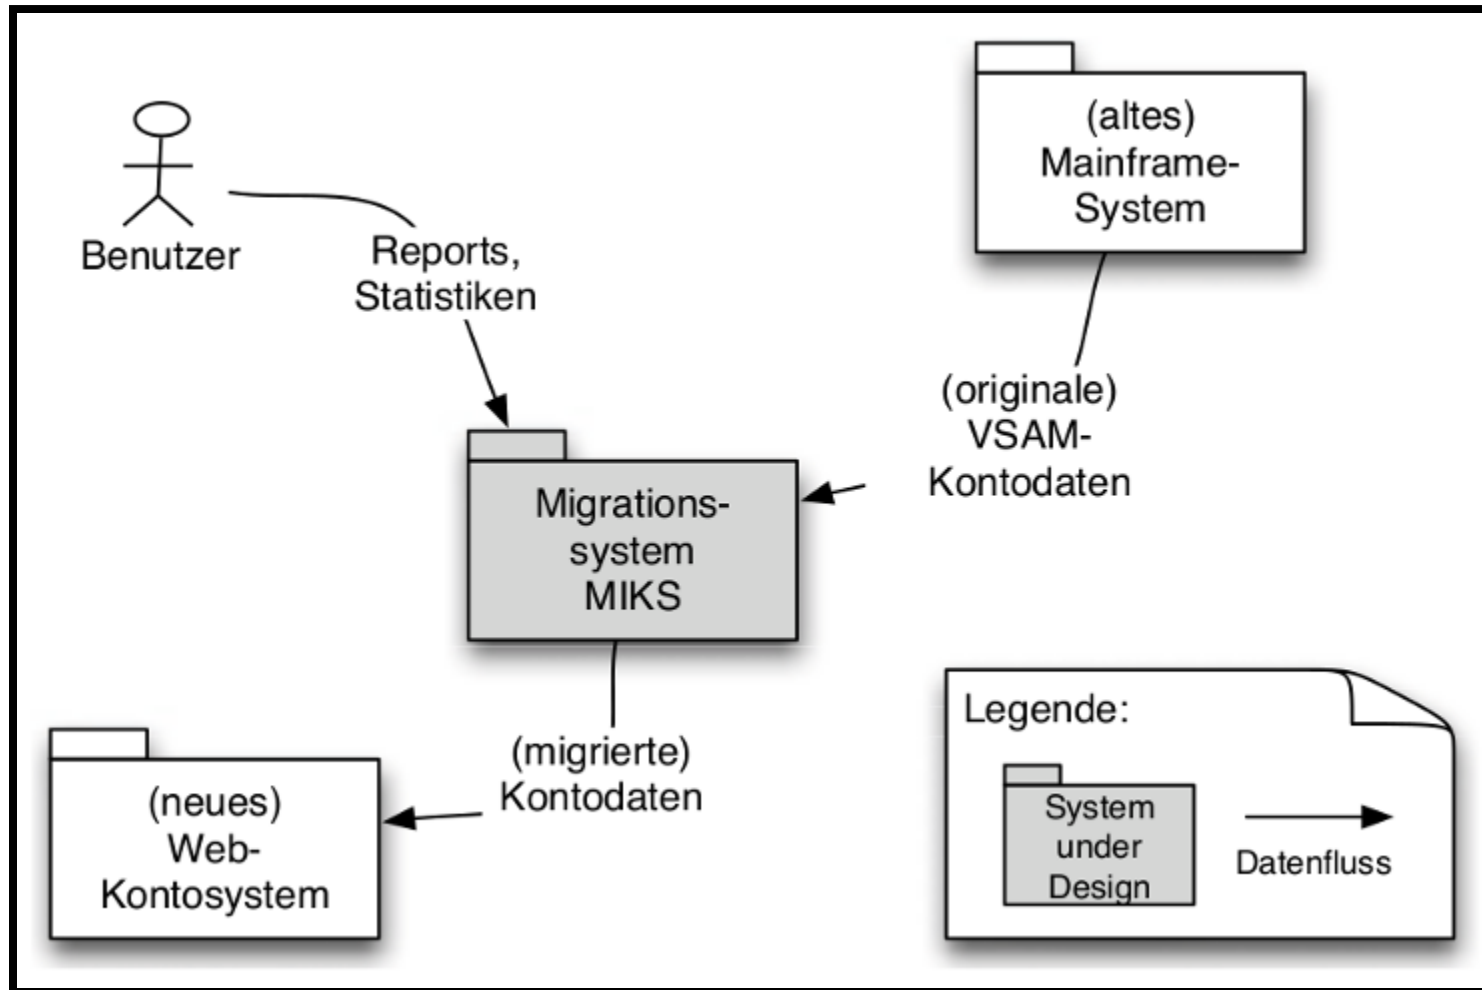 Benutzer
Reports,
Statistiken
(altes)
Mainframe-
System
(originale)
VSAM-
Kontodaten
Migrations-
system
MIKS
(migrierte)
Kontodaten
(neues)
Web-
Kontosystem
Legende:
System
under
Design
Datenfluss